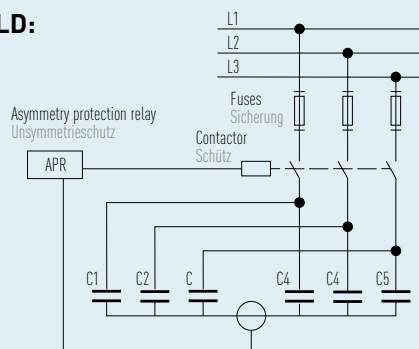 LD:
L1
L2
L3
Fuses
Sicherung
Asymmetry protection relay
Unsymmetrieschutz
Contactor
Schütz
APR
C1 C2 C C4 C4 C5